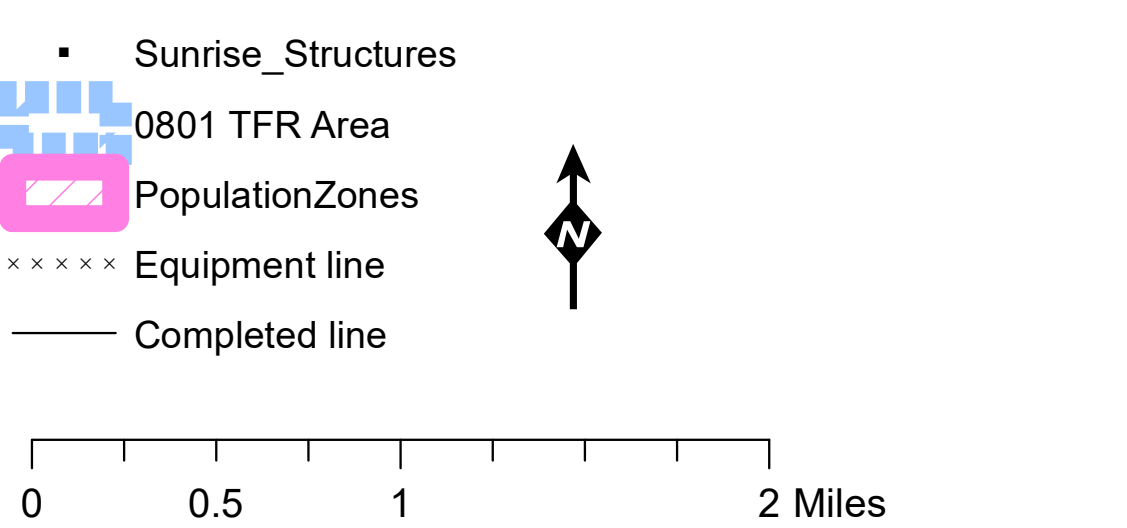 Sunrise_Structures
0801 TFR Area
PopulationZones
N
Equipment line
Completed line
0 0.5 1 2 Miles